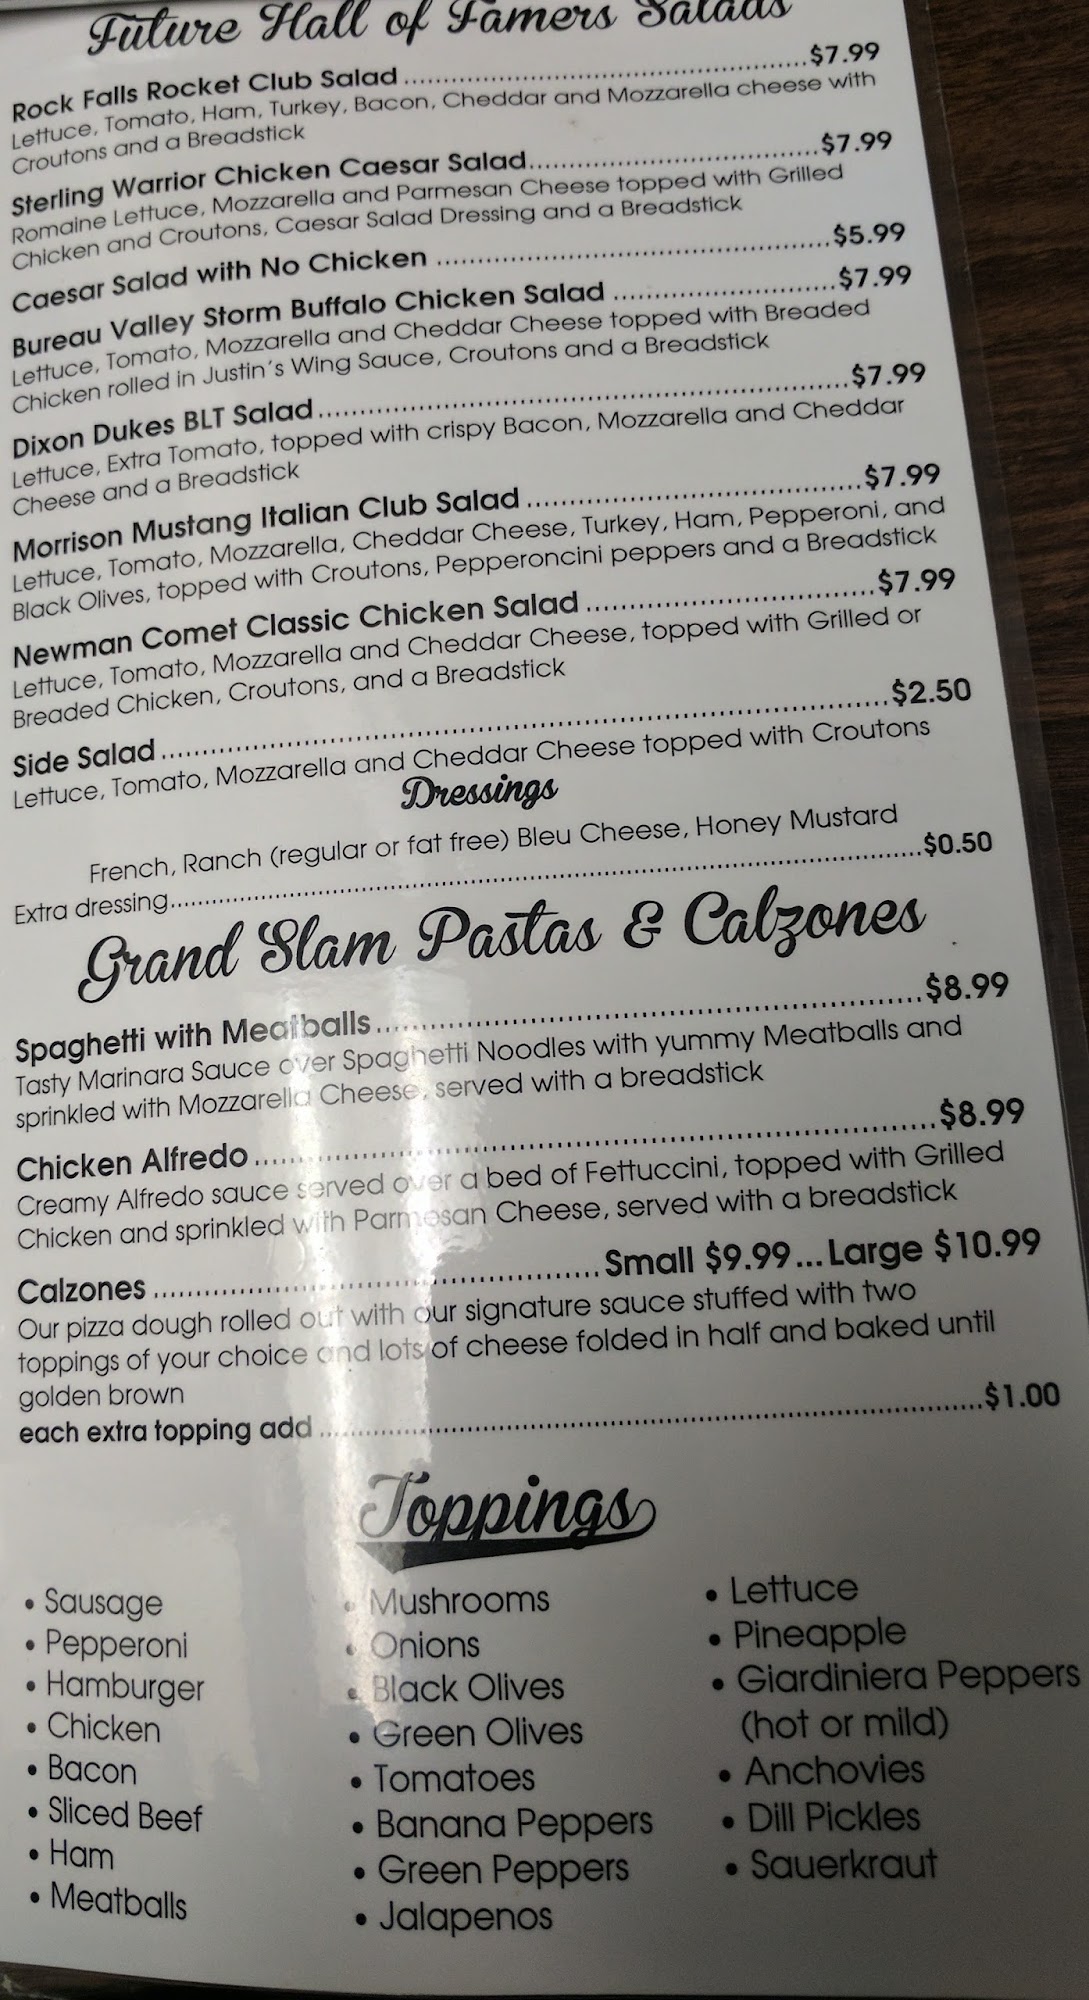 Future Hall of Famers Salads
Rock Falls Rocket Club Salad ........ $7.99
Lettuce, Tomato, Ham, Turkey, Bacon, Cheddar and Mozzarella cheese with
Croutons and a Breadstick
Sterling Warrior Chicken Caesar Salad ........ $7.99
Romaine Lettuce, Mozzarella and Parmesan Cheese topped with Grilled
Chicken and Croutons, Caesar Salad Dressing and a Breadstick
Caesar Salad with No Chicken ........ $5.99
Bureau Valley Storm Buffalo Chicken Salad ........ $7.99
Lettuce, Tomato, Mozzarella and Cheddar Cheese topped with Breaded
Chicken rolled in Justin's Wing Sauce, Croutons and a Breadstick
Dixon Dukes BLT Salad ........ $7.99
Lettuce, Extra Tomato, topped with crispy Bacon, Mozzarella and Cheddar
Cheese and a Breadstick
Morrison Mustang Italian Club Salad ........ $7.99
Lettuce, Tomato, Mozzarella, Cheddar Cheese, Turkey, Ham, Pepperoni, and
Black Olives, topped with Croutons, Pepperoncini peppers and a Breadstick
Newman Comet Classic Chicken Salad ........ $7.99
Lettuce, Tomato, Mozzarella and Cheddar Cheese, topped with Grilled or
Breaded Chicken, Croutons, and a Breadstick
Side Salad ........ $2.50
Lettuce, Tomato, Mozzarella and Cheddar Cheese topped with Croutons
Dressings
French, Ranch (regular or fat free) Bleu Cheese, Honey Mustard
Extra dressing ........ $0.50
Grand Slam Pastas & Calzones
Spaghetti with Meatballs ........ $8.99
Tasty Marinara Sauce over Spaghetti Noodles with yummy Meatballs and
sprinkled with Mozzarella Cheese, served with a breadstick
Chicken Alfredo ........ $8.99
Creamy Alfredo sauce served over a bed of Fettuccini, topped with Grilled
Chicken and sprinkled with Parmesan Cheese, served with a breadstick
Calzones ........ Small $9.99 ... Large $10.99
Our pizza dough rolled out with our signature sauce stuffed with two
toppings of your choice and lots of cheese folded in half and baked until
golden brown
each extra topping add ........ $1.00
Toppings
• Sausage
• Pepperoni
• Hamburger
• Chicken
• Bacon
• Sliced Beef
• Ham
• Meatballs
• Mushrooms
• Onions
• Black Olives
• Green Olives
• Tomatoes
• Banana Peppers
• Green Peppers
• Jalapenos
• Lettuce
• Pineapple
• Giardiniera Peppers
(hot or mild)
• Anchovies
• Dill Pickles
• Sauerkraut